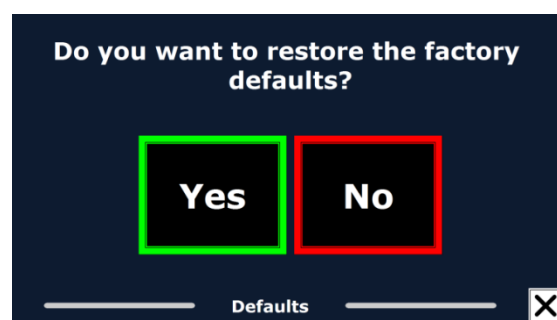 Do you want to restore the factory
defaults?
Yes No
Defaults